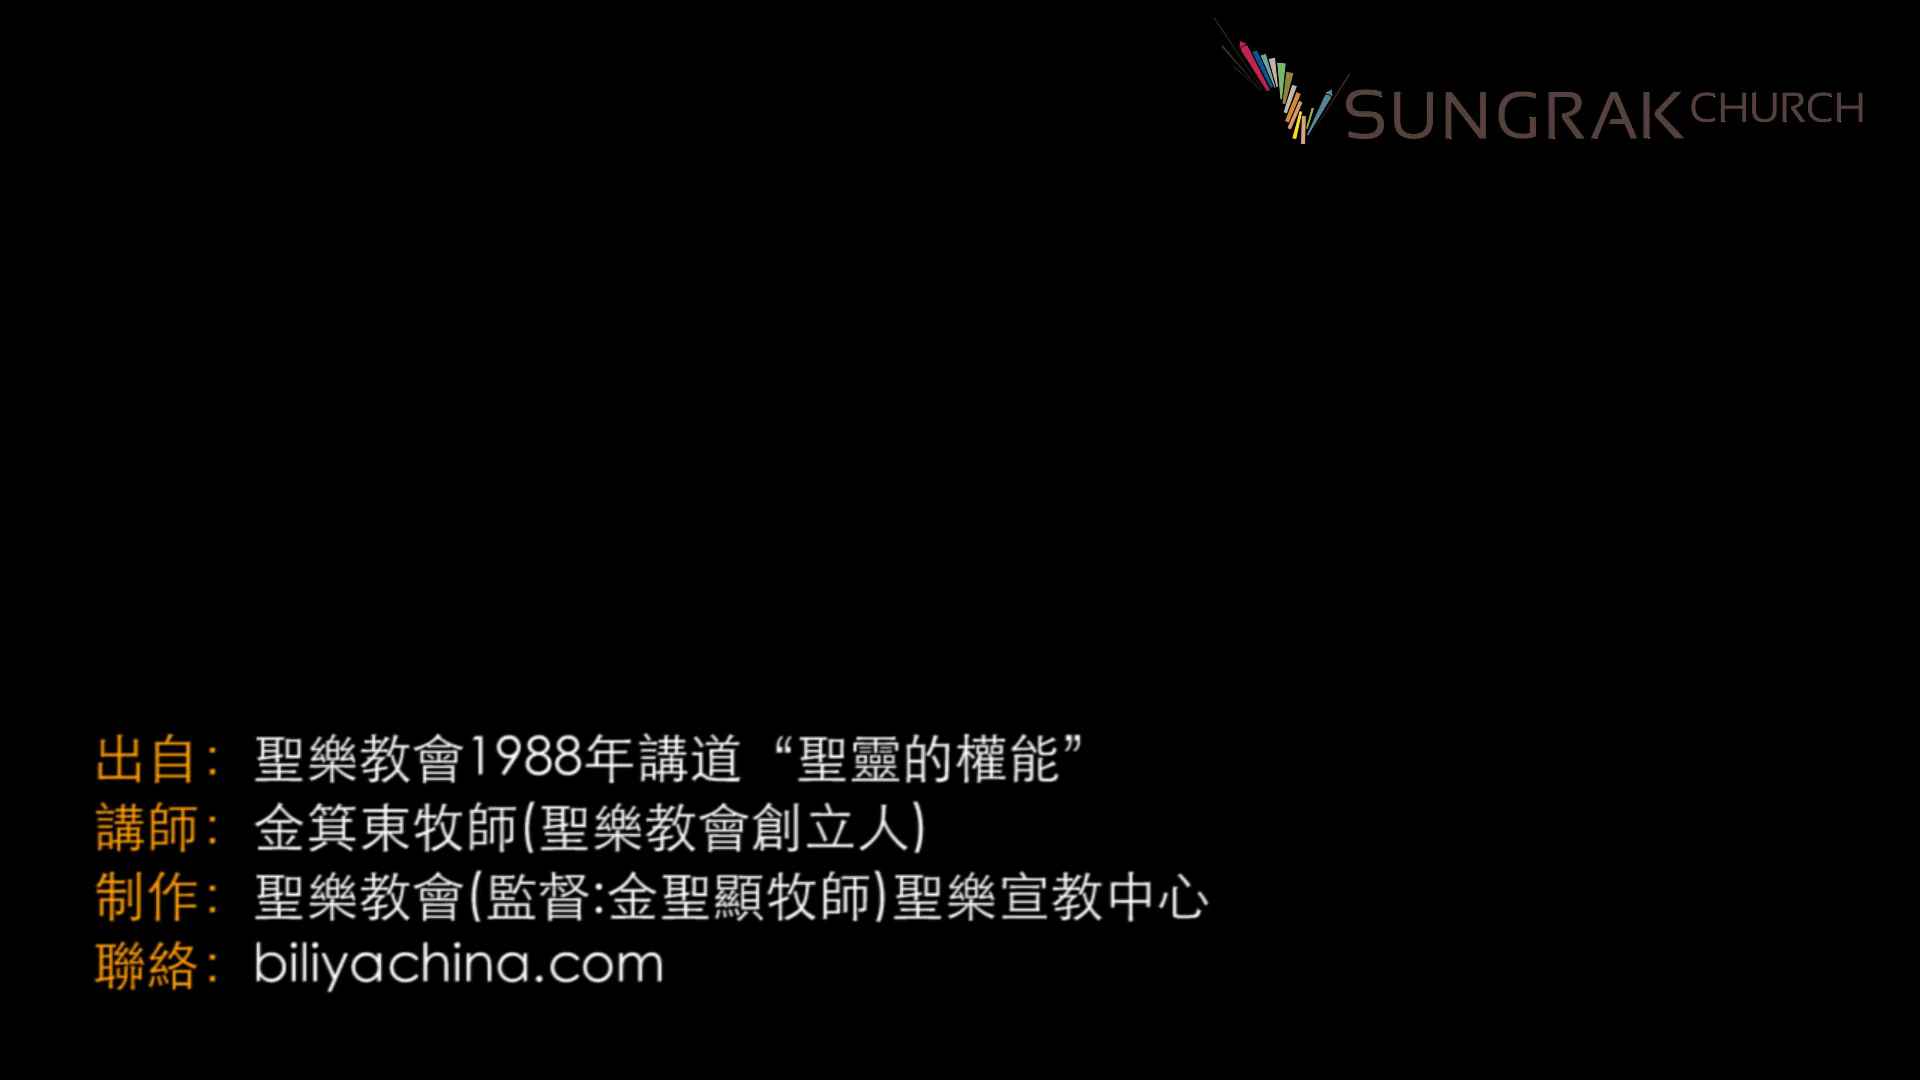 SUNGRAK CHURCH
出自： 聖樂教會1988年講道 “聖靈的權能”
講師： 金箕東牧師(聖樂教會創立人)
制作： 聖樂教會(監督:金聖顯牧師)聖樂宣教中心
聯絡： biliyachina.com